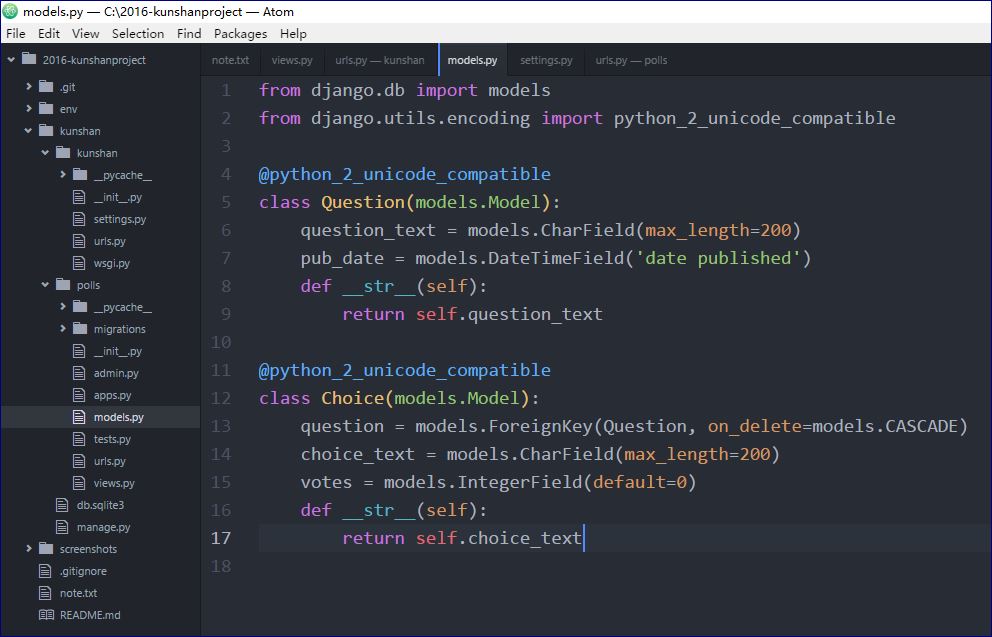 models.py — C:\2016-kunshanproject — Atom
File Edit View Selection Find Packages Help
2016-kunshanproject
.git
env
kunshan
kunshan
__pycache__
__init__.py
settings.py
urls.py
wsgi.py
polls
__pycache__
migrations
__init__.py
admin.py
apps.py
models.py
tests.py
urls.py
views.py
db.sqlite3
manage.py
screenshots
.gitignore
note.txt
README.md
note.txt views.py urls.py — kunshan models.py settings.py urls.py — polls
1 from django.db import models
2 from django.utils.encoding import python_2_unicode_compatible
3
4 @python_2_unicode_compatible
5 class Question(models.Model):
6     question_text = models.CharField(max_length=200)
7     pub_date = models.DateTimeField('date published')
8     def __str__(self):
9         return self.question_text
10
11 @python_2_unicode_compatible
12 class Choice(models.Model):
13     question = models.ForeignKey(Question, on_delete=models.CASCADE)
14     choice_text = models.CharField(max_length=200)
15     votes = models.IntegerField(default=0)
16     def __str__(self):
17         return self.choice_text
18